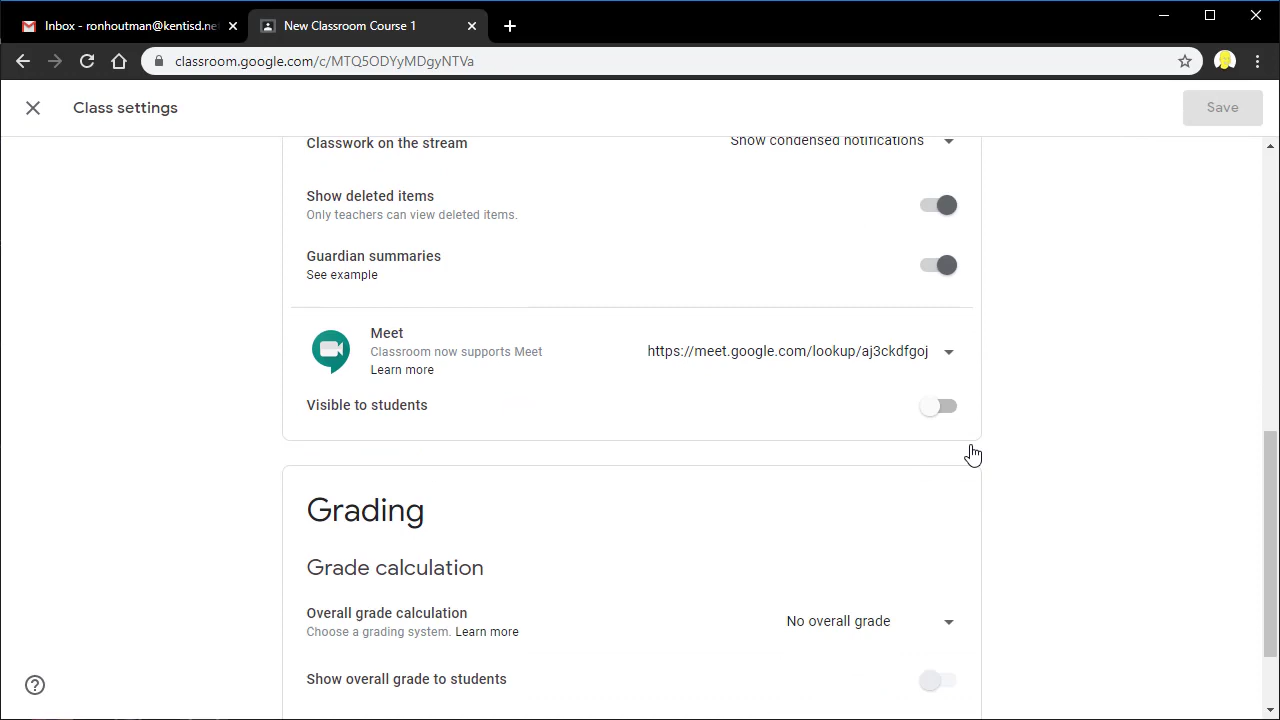 Inbox - ronhoutman@kentisd.ne
New Classroom Course 1
classroom.google.com/c/MTQ5ODYyMDgyNTVa
Class settings
Save
Classwork on the stream
Show condensed notifications
Show deleted items
Only teachers can view deleted items.
Guardian summaries
See example
Meet
Classroom now supports Meet
https://meet.google.com/lookup/aj3ckdfgoj
Learn more
Visible to students
Grading
Grade calculation
Overall grade calculation
Choose a grading system. Learn more
No overall grade
Show overall grade to students